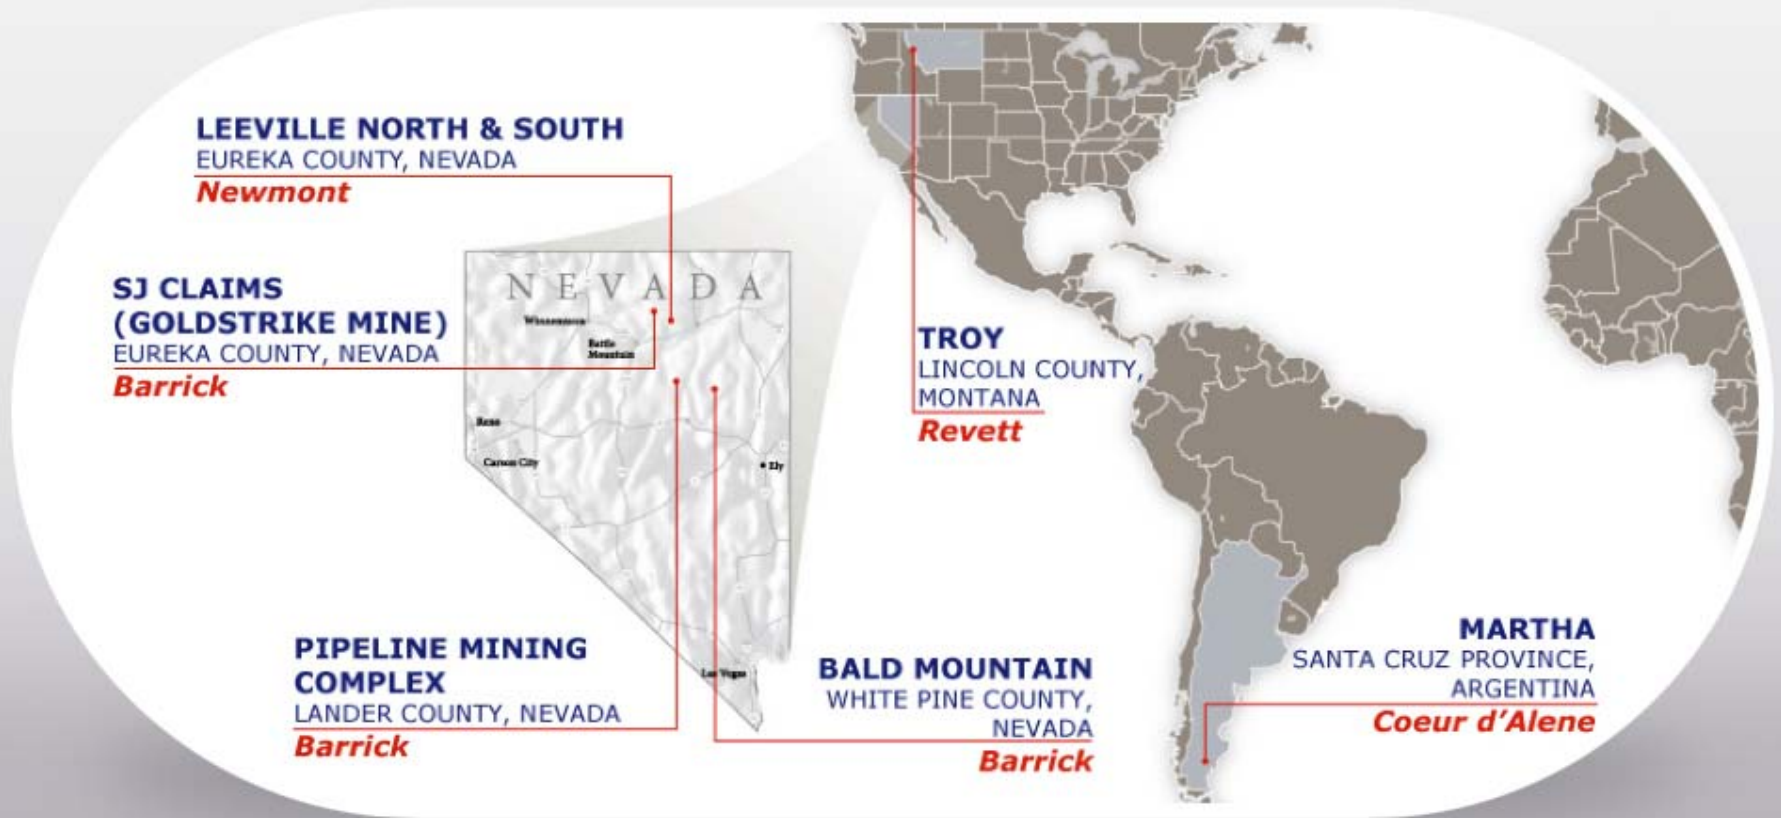 LEEVILLE NORTH & SOUTH
EUREKA COUNTY, NEVADA
Newmont
SJ CLAIMS
(GOLDSTRIKE MINE)
EUREKA COUNTY, NEVADA
Barrick
NEVADA
Winnemucca
Battle
Mountain
Reno
Carson City
Ely
Las Vegas
TROY
LINCOLN COUNTY,
MONTANA
Revett
PIPELINE MINING
COMPLEX
LANDER COUNTY, NEVADA
Barrick
BALD MOUNTAIN
WHITE PINE COUNTY,
NEVADA
Barrick
MARTHA
SANTA CRUZ PROVINCE,
ARGENTINA
Coeur d’Alene